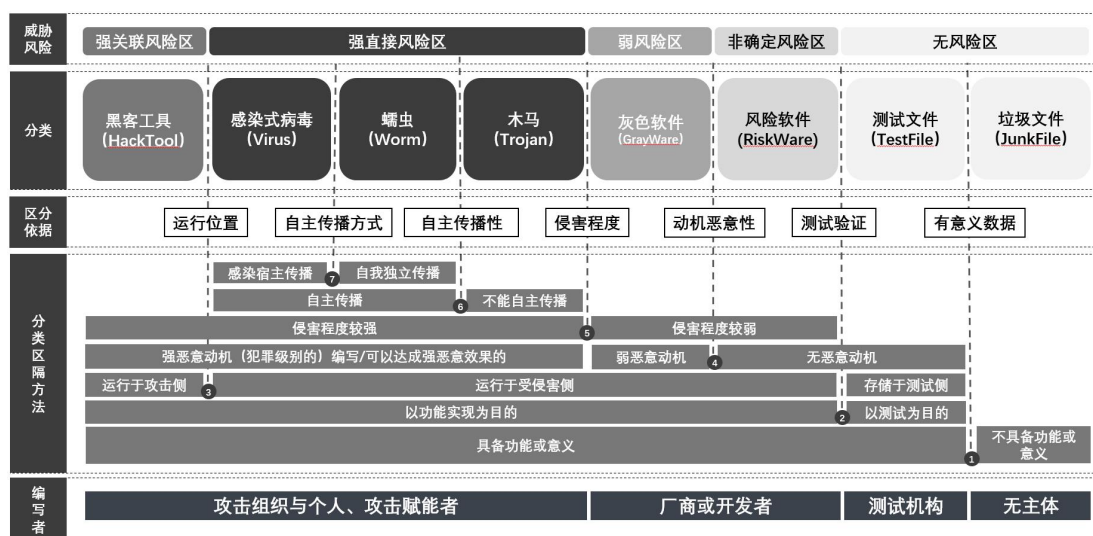 威胁
风险
强关联风险区
强直接风险区
弱风险区
非确定风险区
无风险区
分类
黑客工具
(HackTool)
感染式病毒
(Virus)
蠕虫
(Worm)
木马
(Trojan)
灰色软件
(GrayWare)
风险软件
(RiskWare)
测试文件
(TestFile)
垃圾文件
(JunkFile)
区分
依据
运行位置
自主传播方式
自主传播性
侵害程度
动机恶意性
测试验证
有意义数据
分
类
区
隔
方
法
感染宿主传播
7
自我独立传播
自主传播
6
不能自主传播
侵害程度较强
5
侵害程度较弱
强恶意动机（犯罪级别的）编写/可以达成强恶意效果的
弱恶意动机
4
无恶意动机
运行于攻击侧
3
运行于受侵害侧
存储于测试侧
以功能实现为目的
2
以测试为目的
具备功能或意义
1
不具备功能或
意义
编
写
者
攻击组织与个人、攻击赋能者
厂商或开发者
测试机构
无主体